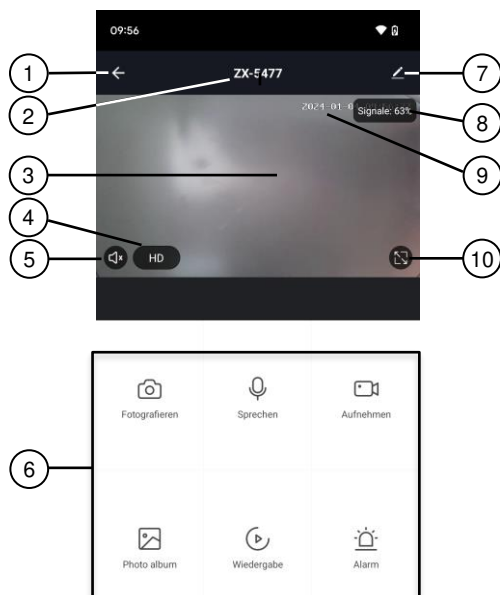 09:56
1
ZX-5477
7
2
2024-01-0
Signale: 63%
8
9
3
4
5
HD
10
Fotografieren
Sprechen
Aufnehmen
6
Photo album
Wiedergabe
Alarm